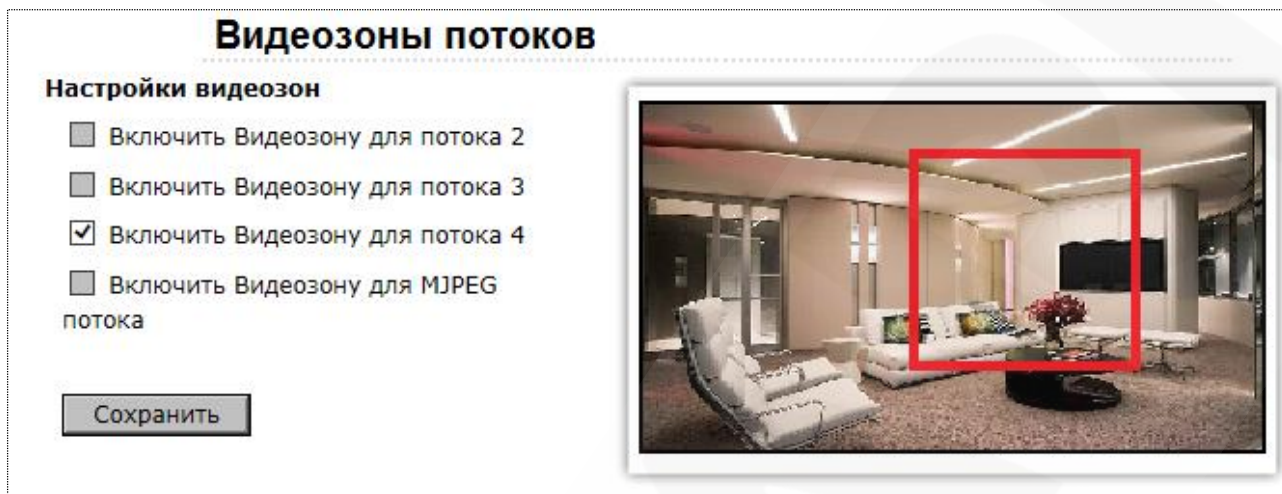 Видеозоны потоков
Настройки видеозон
Включить Видеозону для потока 2
Включить Видеозону для потока 3
Включить Видеозону для потока 4
Включить Видеозону для MJPEG
потока
Сохранить